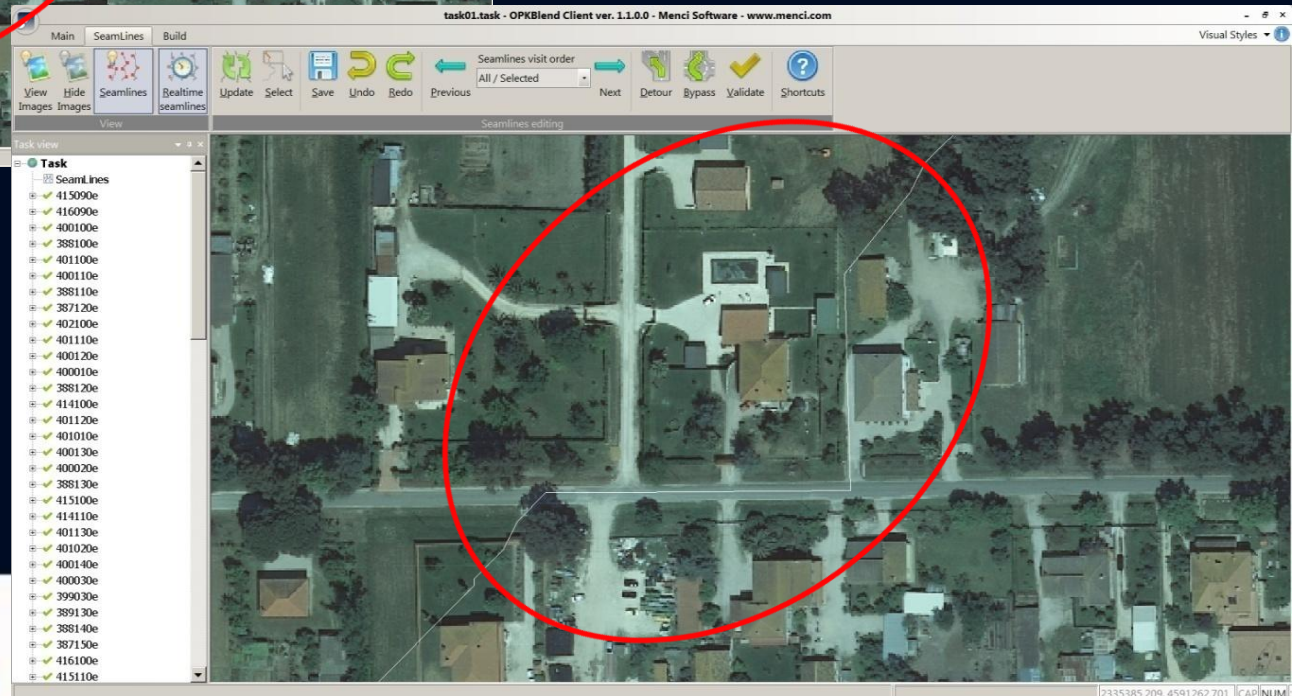 task01.task - OPKBlend Client ver. 1.1.0.0 - Menci Software - www.menci.com
Main SeamLines Build
Visual Styles
Seamlines visit order
All / Selected
View Images
Hide Images
Seamlines
Realtime seamlines
Update
Select
Save
Undo
Redo
Previous
Next
Detour
Bypass
Validate
Shortcuts
View
Seamlines editing
Task view
Task
SeamLines
415090e
416090e
400100e
388100e
401100e
400110e
388110e
387120e
402100e
401110e
400120e
400010e
388120e
414100e
401120e
401010e
400130e
400020e
388130e
415100e
414110e
401130e
401020e
400140e
400030e
399030e
389130e
388140e
387150e
416100e
415110e
2335385.209, 4591262.701 CAP NUM